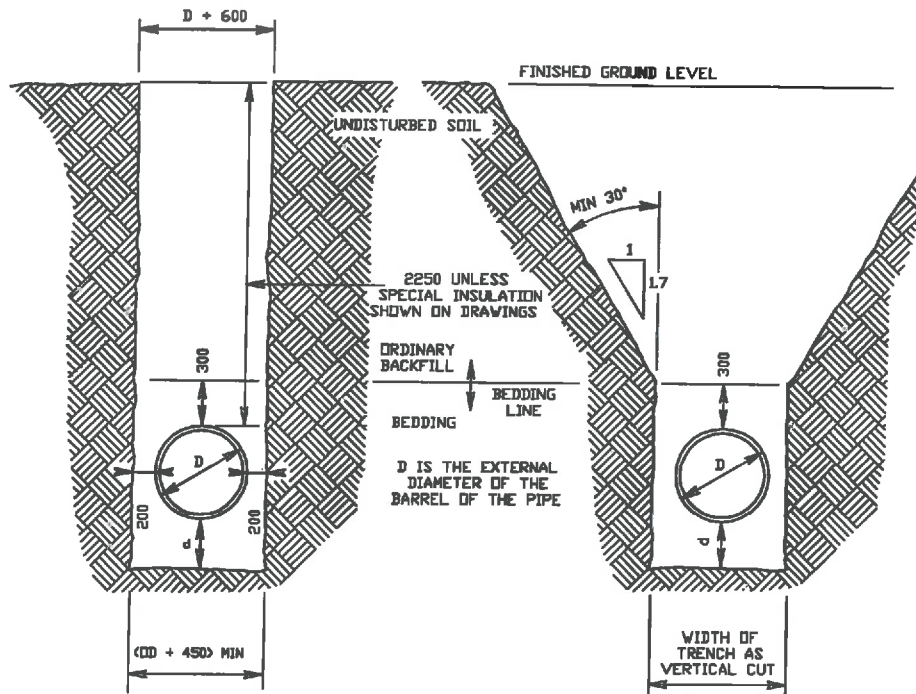 D + 600
FINISHED GROUND LEVEL
UNDISTURBED SOIL
MIN 30°
1
1.7
2250 UNLESS
SPECIAL INSULATION
SHOWN ON DRAWINGS
300
ORDINARY
BACKFILL
300
BEDDING
LINE
BEDDING
D
D
D IS THE EXTERNAL
DIAMETER OF THE
BARREL OF THE PIPE
200
200
d
d
(OD + 450) MIN
WIDTH OF
TRENCH AS
VERTICAL CUT